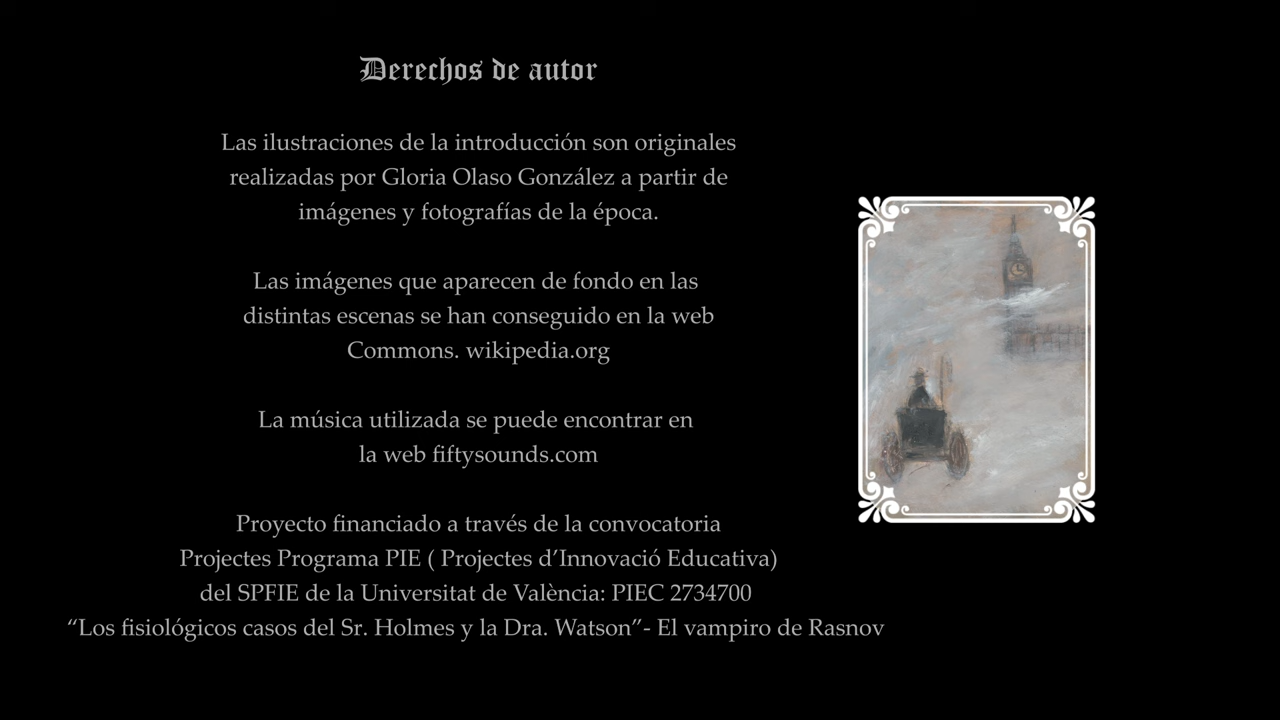 Derechos de autor
Las ilustraciones de la introducción son originales
realizadas por Gloria Olaso González a partir de
imágenes y fotografías de la época.
Las imágenes que aparecen de fondo en las
distintas escenas se han conseguido en la web
Commons. wikipedia.org
La música utilizada se puede encontrar en
la web fiftysounds.com
Proyecto financiado a través de la convocatoria
Projectes Programa PIE ( Projectes d’Innovació Educativa)
del SPFIE de la Universitat de València: PIEC 2734700
“Los fisiológicos casos del Sr. Holmes y la Dra. Watson”- El vampiro de Rasnov